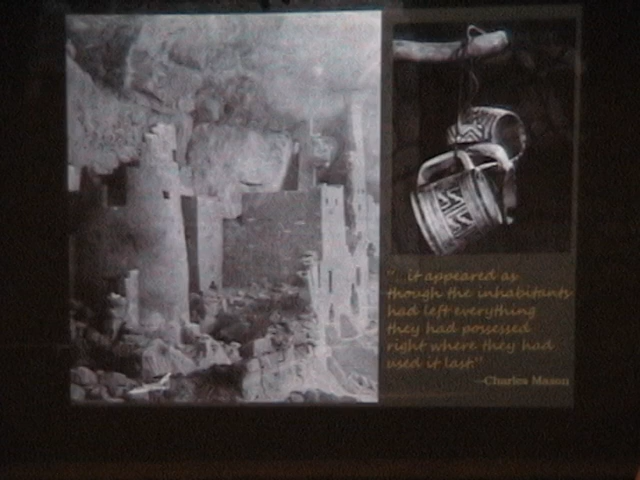 "...it appeared as
though the inhabitants
had left everything
they had possessed
right where they had
used it last."
—Charles Mason